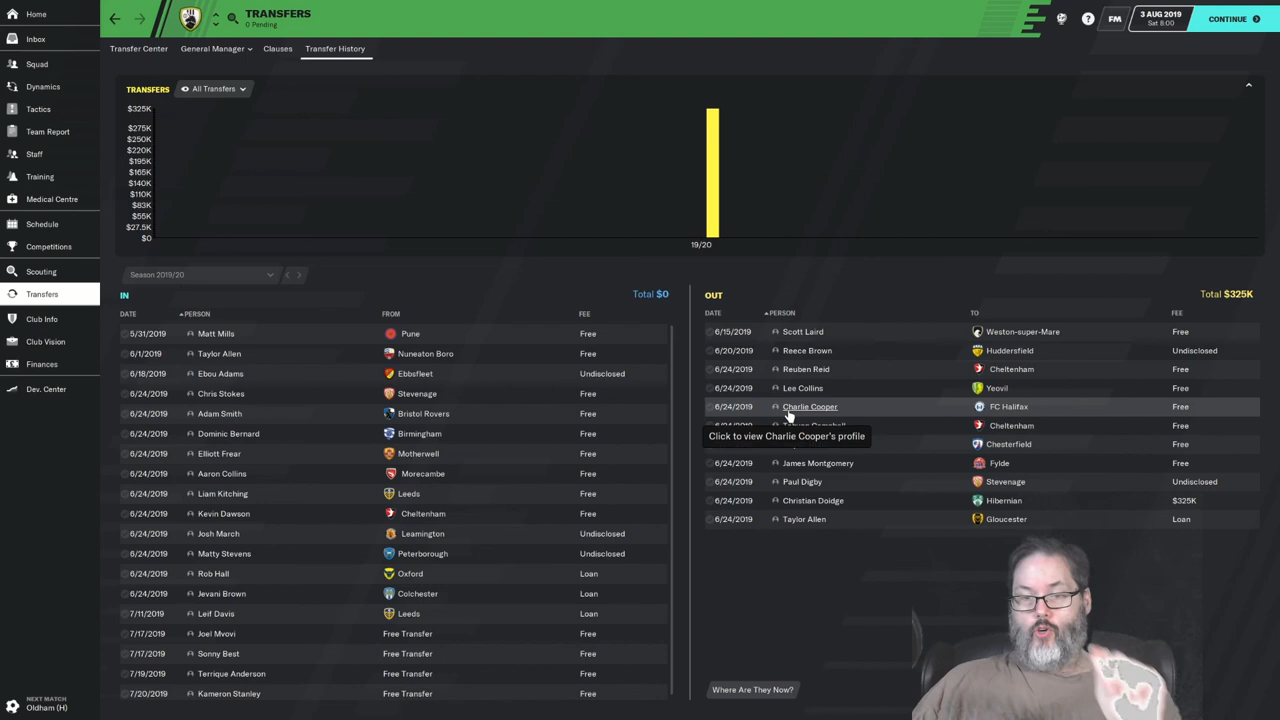 Home
Inbox
Squad
Dynamics
Tactics
Team Report
Staff
Training
Medical Centre
Schedule
Competitions
Scouting
Transfers
Club Info
Club Vision
Finances
Dev. Center
NEXT MATCH
Oldham (H)
TRANSFERS
0 Pending
FM
3 AUG 2019
Sat 8:00
CONTINUE
Transfer Center General Manager Clauses Transfer History
TRANSFERS All Transfers
$325K
$275K
$250K
$220K
$195K
$165K
$140K
$110K
$83K
$55K
$27.5K
$0
19/20
Season 2019/20
IN Total $0
DATE PERSON FROM FEE
5/31/2019 Matt Mills Pune Free
6/1/2019 Taylor Allen Nuneaton Boro Free
6/18/2019 Ebou Adams Ebbsfleet Undisclosed
6/24/2019 Chris Stokes Stevenage Free
6/24/2019 Adam Smith Bristol Rovers Free
6/24/2019 Dominic Bernard Birmingham Free
6/24/2019 Elliott Frear Motherwell Free
6/24/2019 Aaron Collins Morecambe Free
6/24/2019 Liam Kitching Leeds Free
6/24/2019 Kevin Dawson Cheltenham Free
6/24/2019 Josh March Leamington Undisclosed
6/24/2019 Matty Stevens Peterborough Undisclosed
6/24/2019 Rob Hall Oxford Loan
6/24/2019 Jevani Brown Colchester Loan
7/11/2019 Leif Davis Leeds Loan
7/17/2019 Joel Mvovi Free Transfer Free
7/17/2019 Sonny Best Free Transfer Free
7/19/2019 Terrique Anderson Free Transfer Free
7/20/2019 Kameron Stanley Free Transfer Free
OUT Total $325K
DATE PERSON TO FEE
6/15/2019 Scott Laird Weston-super-Mare Free
6/20/2019 Reece Brown Huddersfield Undisclosed
6/24/2019 Reuben Reid Cheltenham Free
6/24/2019 Lee Collins Yeovil Free
6/24/2019 Charlie Cooper FC Halifax Free
Cheltenham Free
Click to view Charlie Cooper's profile
Chesterfield Free
6/24/2019 James Montgomery Fylde Free
6/24/2019 Paul Digby Stevenage Undisclosed
6/24/2019 Christian Doidge Hibernian $325K
6/24/2019 Taylor Allen Gloucester Loan
Where Are They Now?